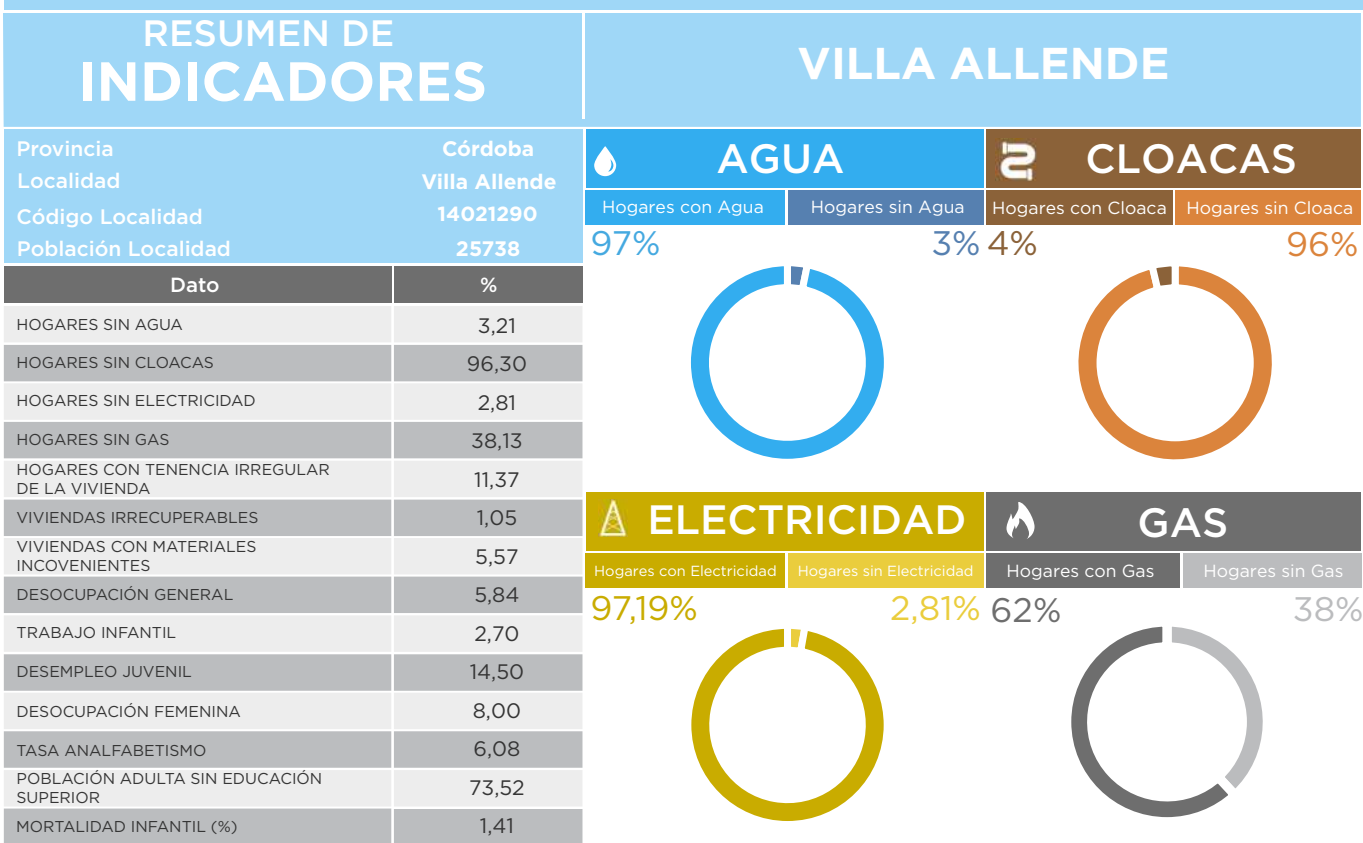 RESUMEN DE
INDICADORES
VILLA ALLENDE
Provincia Córdoba
Localidad Villa Allende
Código Localidad 14021290
Población Localidad 25738
Dato %
HOGARES SIN AGUA 3,21
HOGARES SIN CLOACAS 96,30
HOGARES SIN ELECTRICIDAD 2,81
HOGARES SIN GAS 38,13
HOGARES CON TENENCIA IRREGULAR
DE LA VIVIENDA 11,37
VIVIENDAS IRRECUPERABLES 1,05
VIVIENDAS CON MATERIALES
INCOVENIENTES 5,57
DESOCUPACIÓN GENERAL 5,84
TRABAJO INFANTIL 2,70
DESEMPLEO JUVENIL 14,50
DESOCUPACIÓN FEMENINA 8,00
TASA ANALFABETISMO 6,08
POBLACIÓN ADULTA SIN EDUCACIÓN
SUPERIOR 73,52
MORTALIDAD INFANTIL (%) 1,41
AGUA
Hogares con Agua Hogares sin Agua
97% 3%
CLOACAS
Hogares con Cloaca Hogares sin Cloaca
4% 96%
ELECTRICIDAD
Hogares con Electricidad Hogares sin Electricidad
97,19% 2,81%
GAS
Hogares con Gas Hogares sin Gas
62% 38%